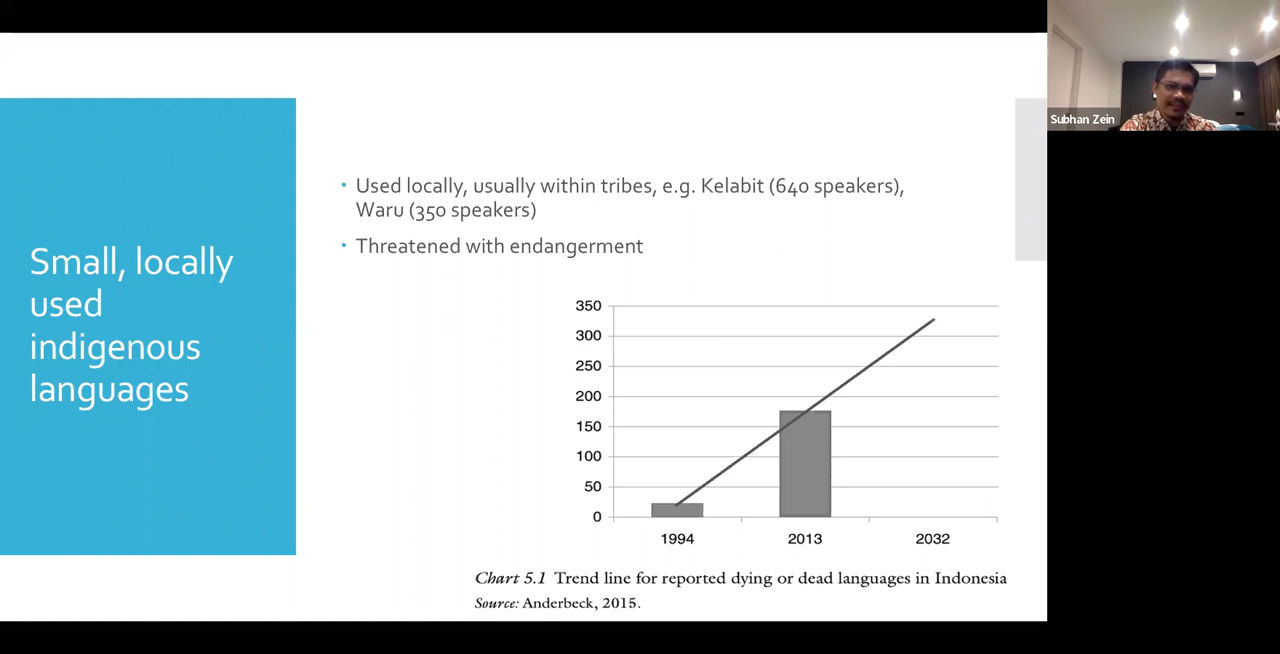 Small, locally
used
indigenous
languages
• Used locally, usually within tribes, e.g. Kelabit (640 speakers),
Waru (350 speakers)
• Threatened with endangerment
350
300
250
200
150
100
50
0
1994 2013 2032
Chart 5.1 Trend line for reported dying or dead languages in Indonesia
Source: Anderbeck, 2015.
Subhan Zein